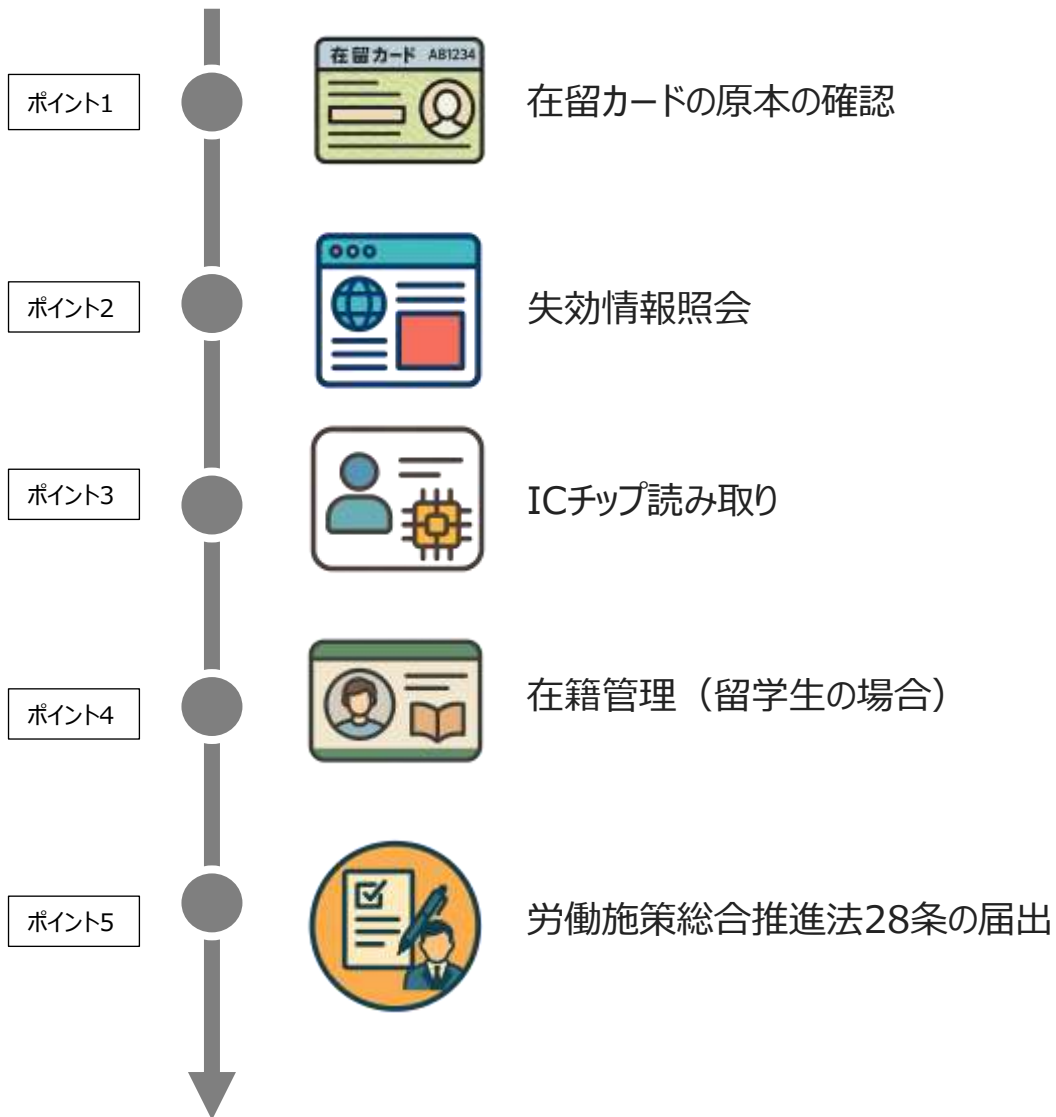 ポイント1
在留カード AB1234
在留カードの原本の確認
ポイント2
失効情報照会
ポイント3
ICチップ読み取り
ポイント4
在籍管理（留学生の場合）
ポイント5
労働施策総合推進法28条の届出